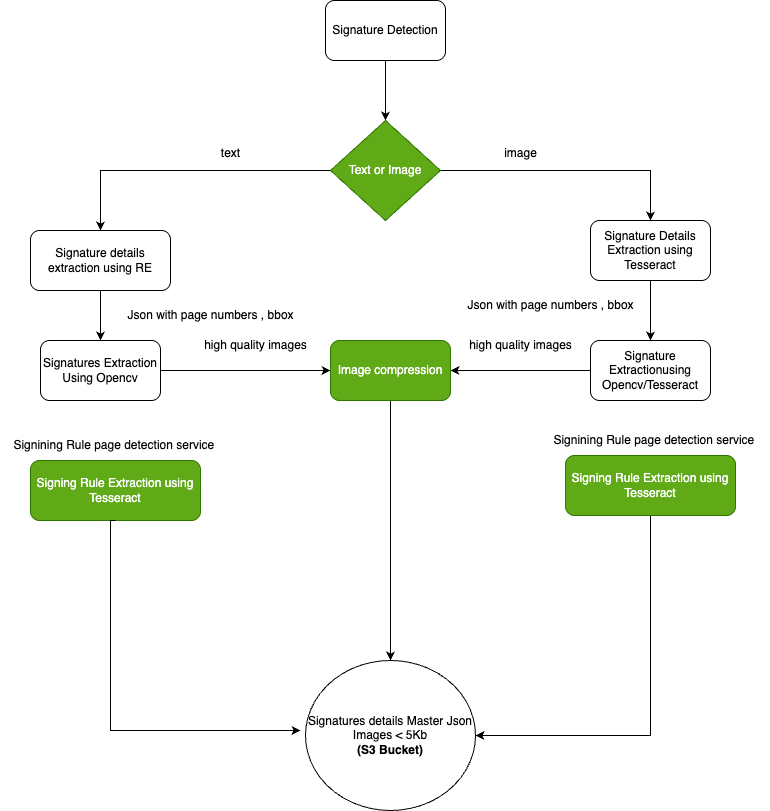 Signature Detection
text
image
Text or Image
Signature details
extraction using RE
Signature Details
Extraction using
Tesseract
Json with page numbers , bbox
Json with page numbers , bbox
Signatures Extraction
Using Opencv
high quality images
Image compression
high quality images
Signature
Extractionusing
Opencv/Tesseract
Signining Rule page detection service
Signing Rule Extraction using
Tesseract
Signining Rule page detection service
Signing Rule Extraction using
Tesseract
Signatures details Master Json
Images < 5Kb
(S3 Bucket)